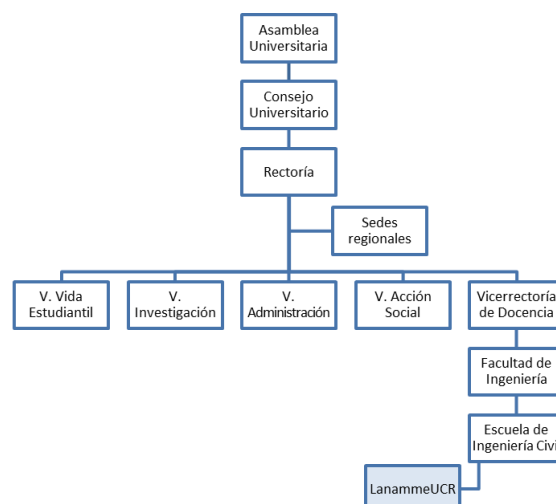 Asamblea
Universitaria
Consejo
Universitario
Rectoría
Sedes
regionales
V. Vida
Estudiantil
V.
Investigación
V.
Administración
V. Acción
Social
Vicerrectoría
de Docencia
Facultad de
Ingeniería
Escuela de
Ingeniería Civi
LanammeUCR